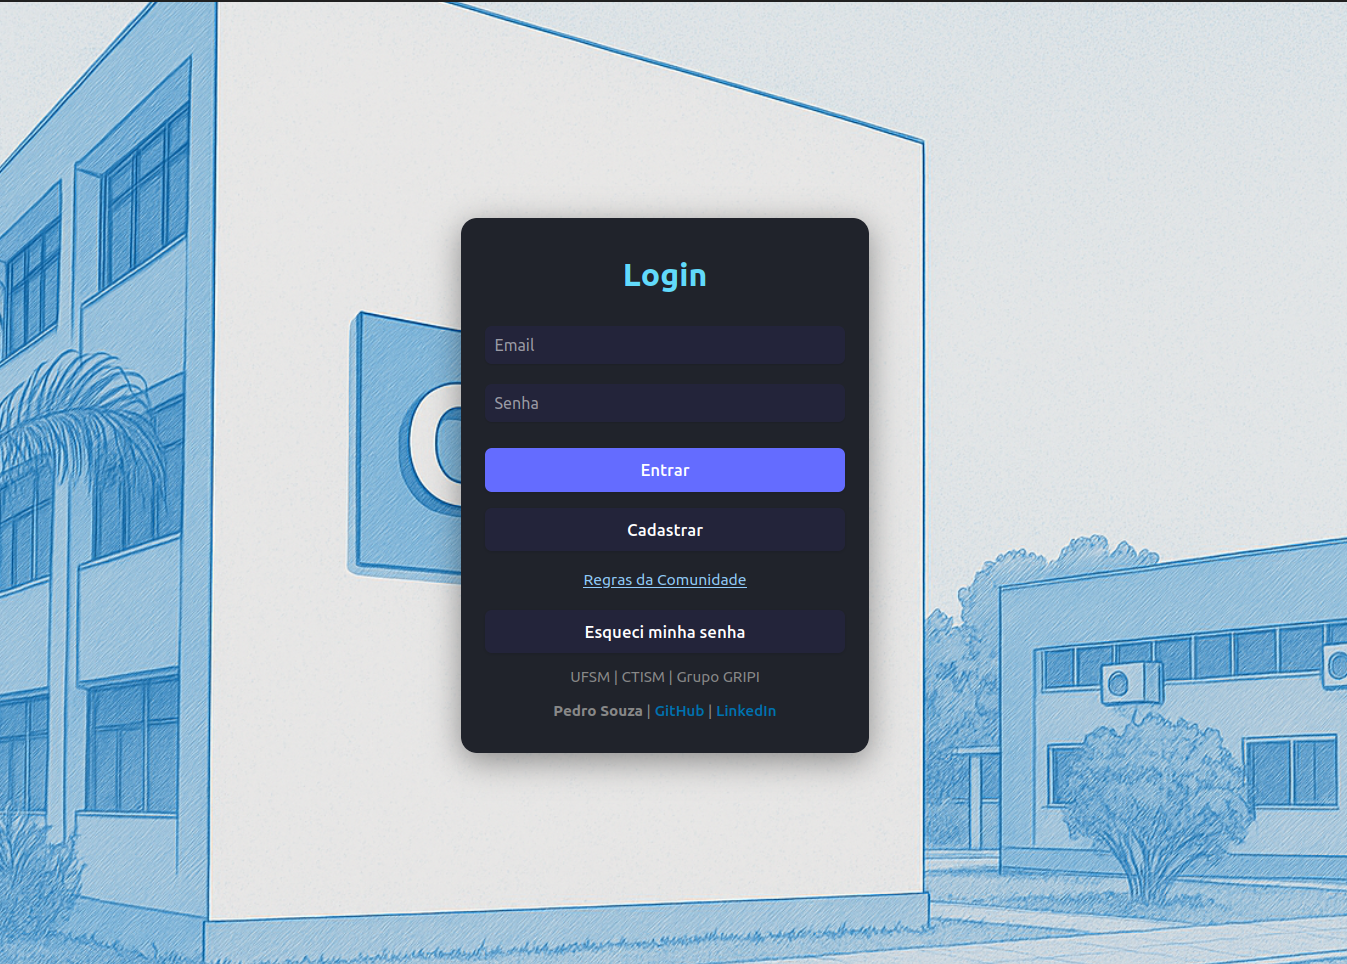 Login
Email
Senha
Entrar
Cadastrar
Regras da Comunidade
Esqueci minha senha
UFSM | CTISM | Grupo GRIPI
Pedro Souza | GitHub | LinkedIn